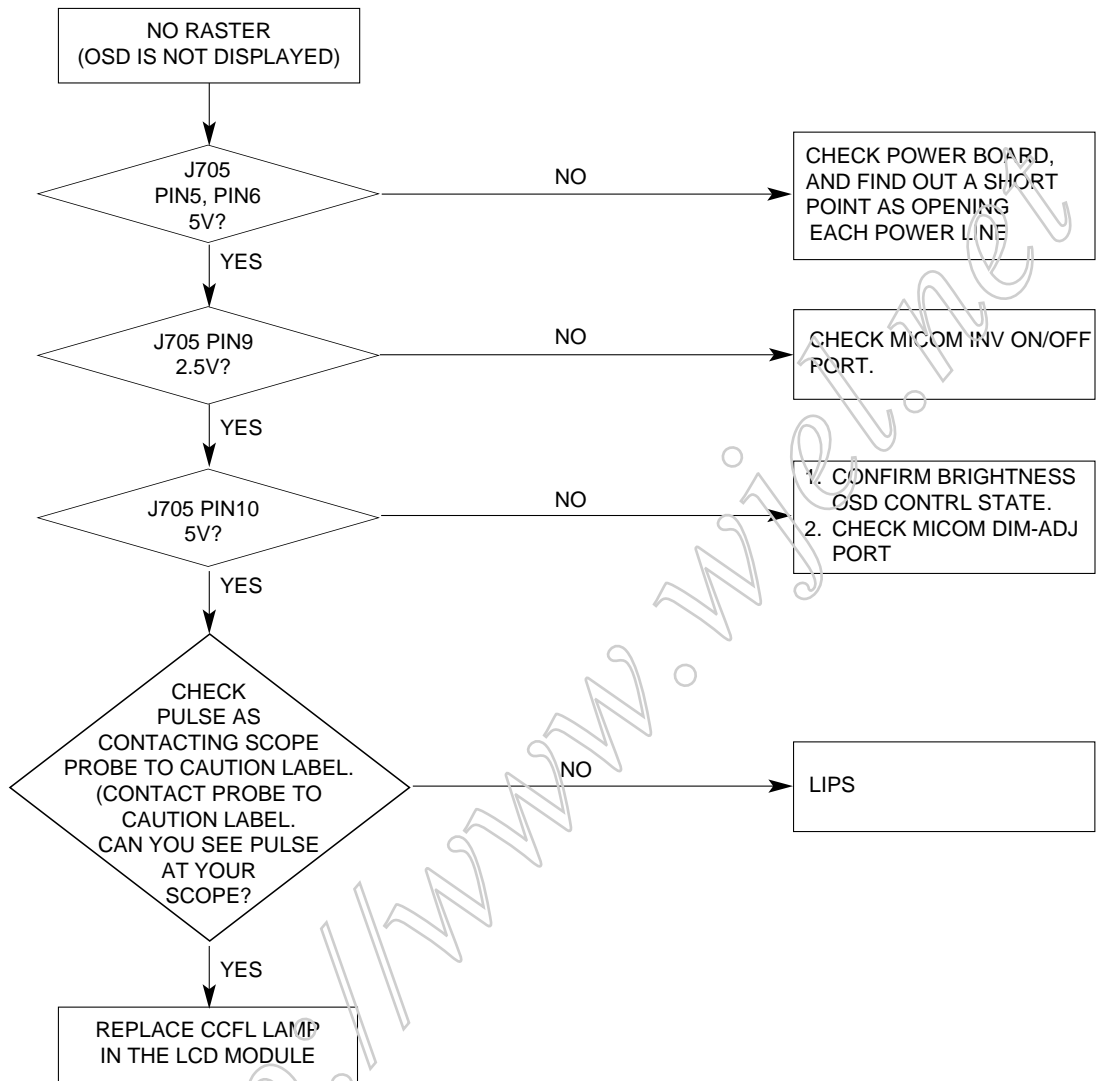 NO RASTER
(OSD IS NOT DISPLAYED)
J705
PIN5, PIN6
5V?
NO
CHECK POWER BOARD,
AND FIND OUT A SHORT
POINT AS OPENING
EACH POWER LINE
YES
J705 PIN9
2.5V?
NO
CHECK MICOM INV ON/OFF
PORT.
YES
J705 PIN10
5V?
NO
1. CONFIRM BRIGHTNESS
OSD CONTRL STATE.
2. CHECK MICOM DIM-ADJ
PORT
YES
CHECK
PULSE AS
CONTACTING SCOPE
PROBE TO CAUTION LABEL.
(CONTACT PROBE TO
CAUTION LABEL.
CAN YOU SEE PULSE
AT YOUR
SCOPE?
NO
LIPS
YES
REPLACE CCFL LAMP
IN THE LCD MODULE
://www.wjel.net